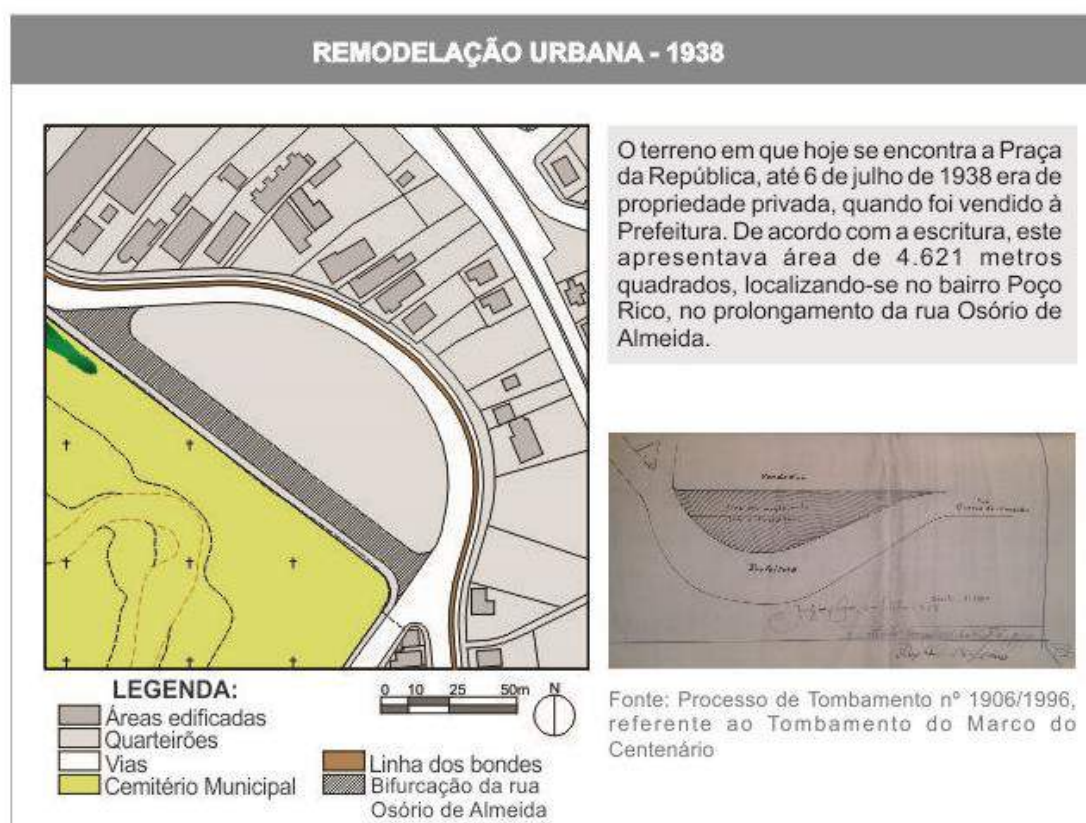 REMODELAÇÃO URBANA - 1938
O terreno em que hoje se encontra a Praça
da República, até 6 de julho de 1938 era de
propriedade privada, quando foi vendido à
Prefeitura. De acordo com a escritura, este
apresentava área de 4.621 metros
quadrados, localizando-se no bairro Poço
Rico, no prolongamento da rua Osório de
Almeida.
Prefeitura
Fonte: Processo de Tombamento nº 1906/1996,
referente ao Tombamento do Marco do
Centenário
LEGENDA:
Áreas edificadas
Quarteirões
Vias
Cemitério Municipal
0 10 25 50m N
Linha dos bondes
Bifurcação da rua
Osório de Almeida